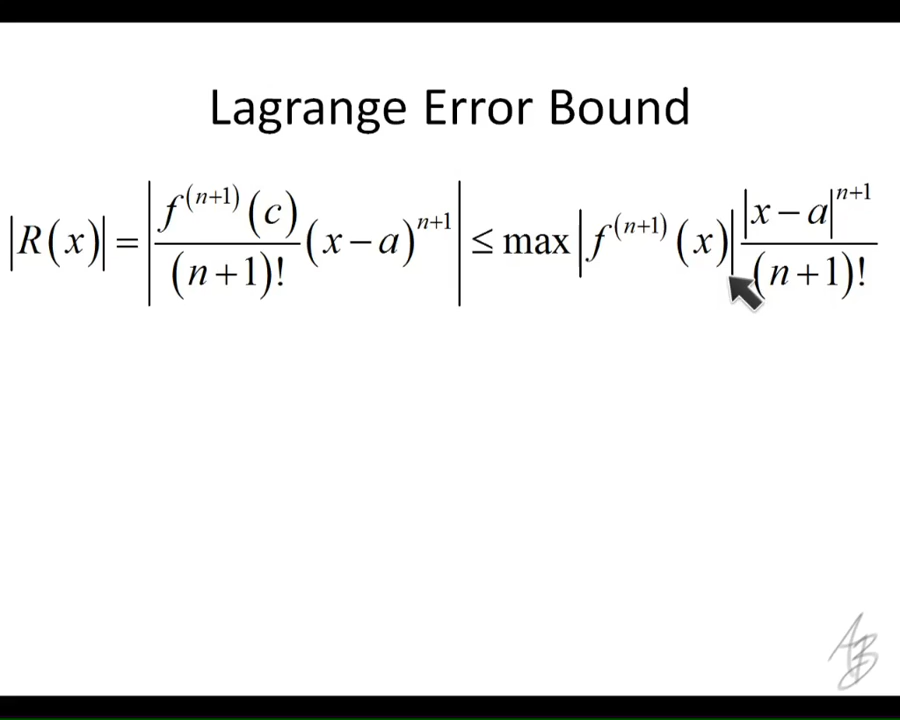 Lagrange Error Bound
|R(x)| = |f^(n+1)(c)/(n+1)! (x−a)^n+1| ≤ max|f^(n+1)(x)| |x−a|^n+1/(n+1)!